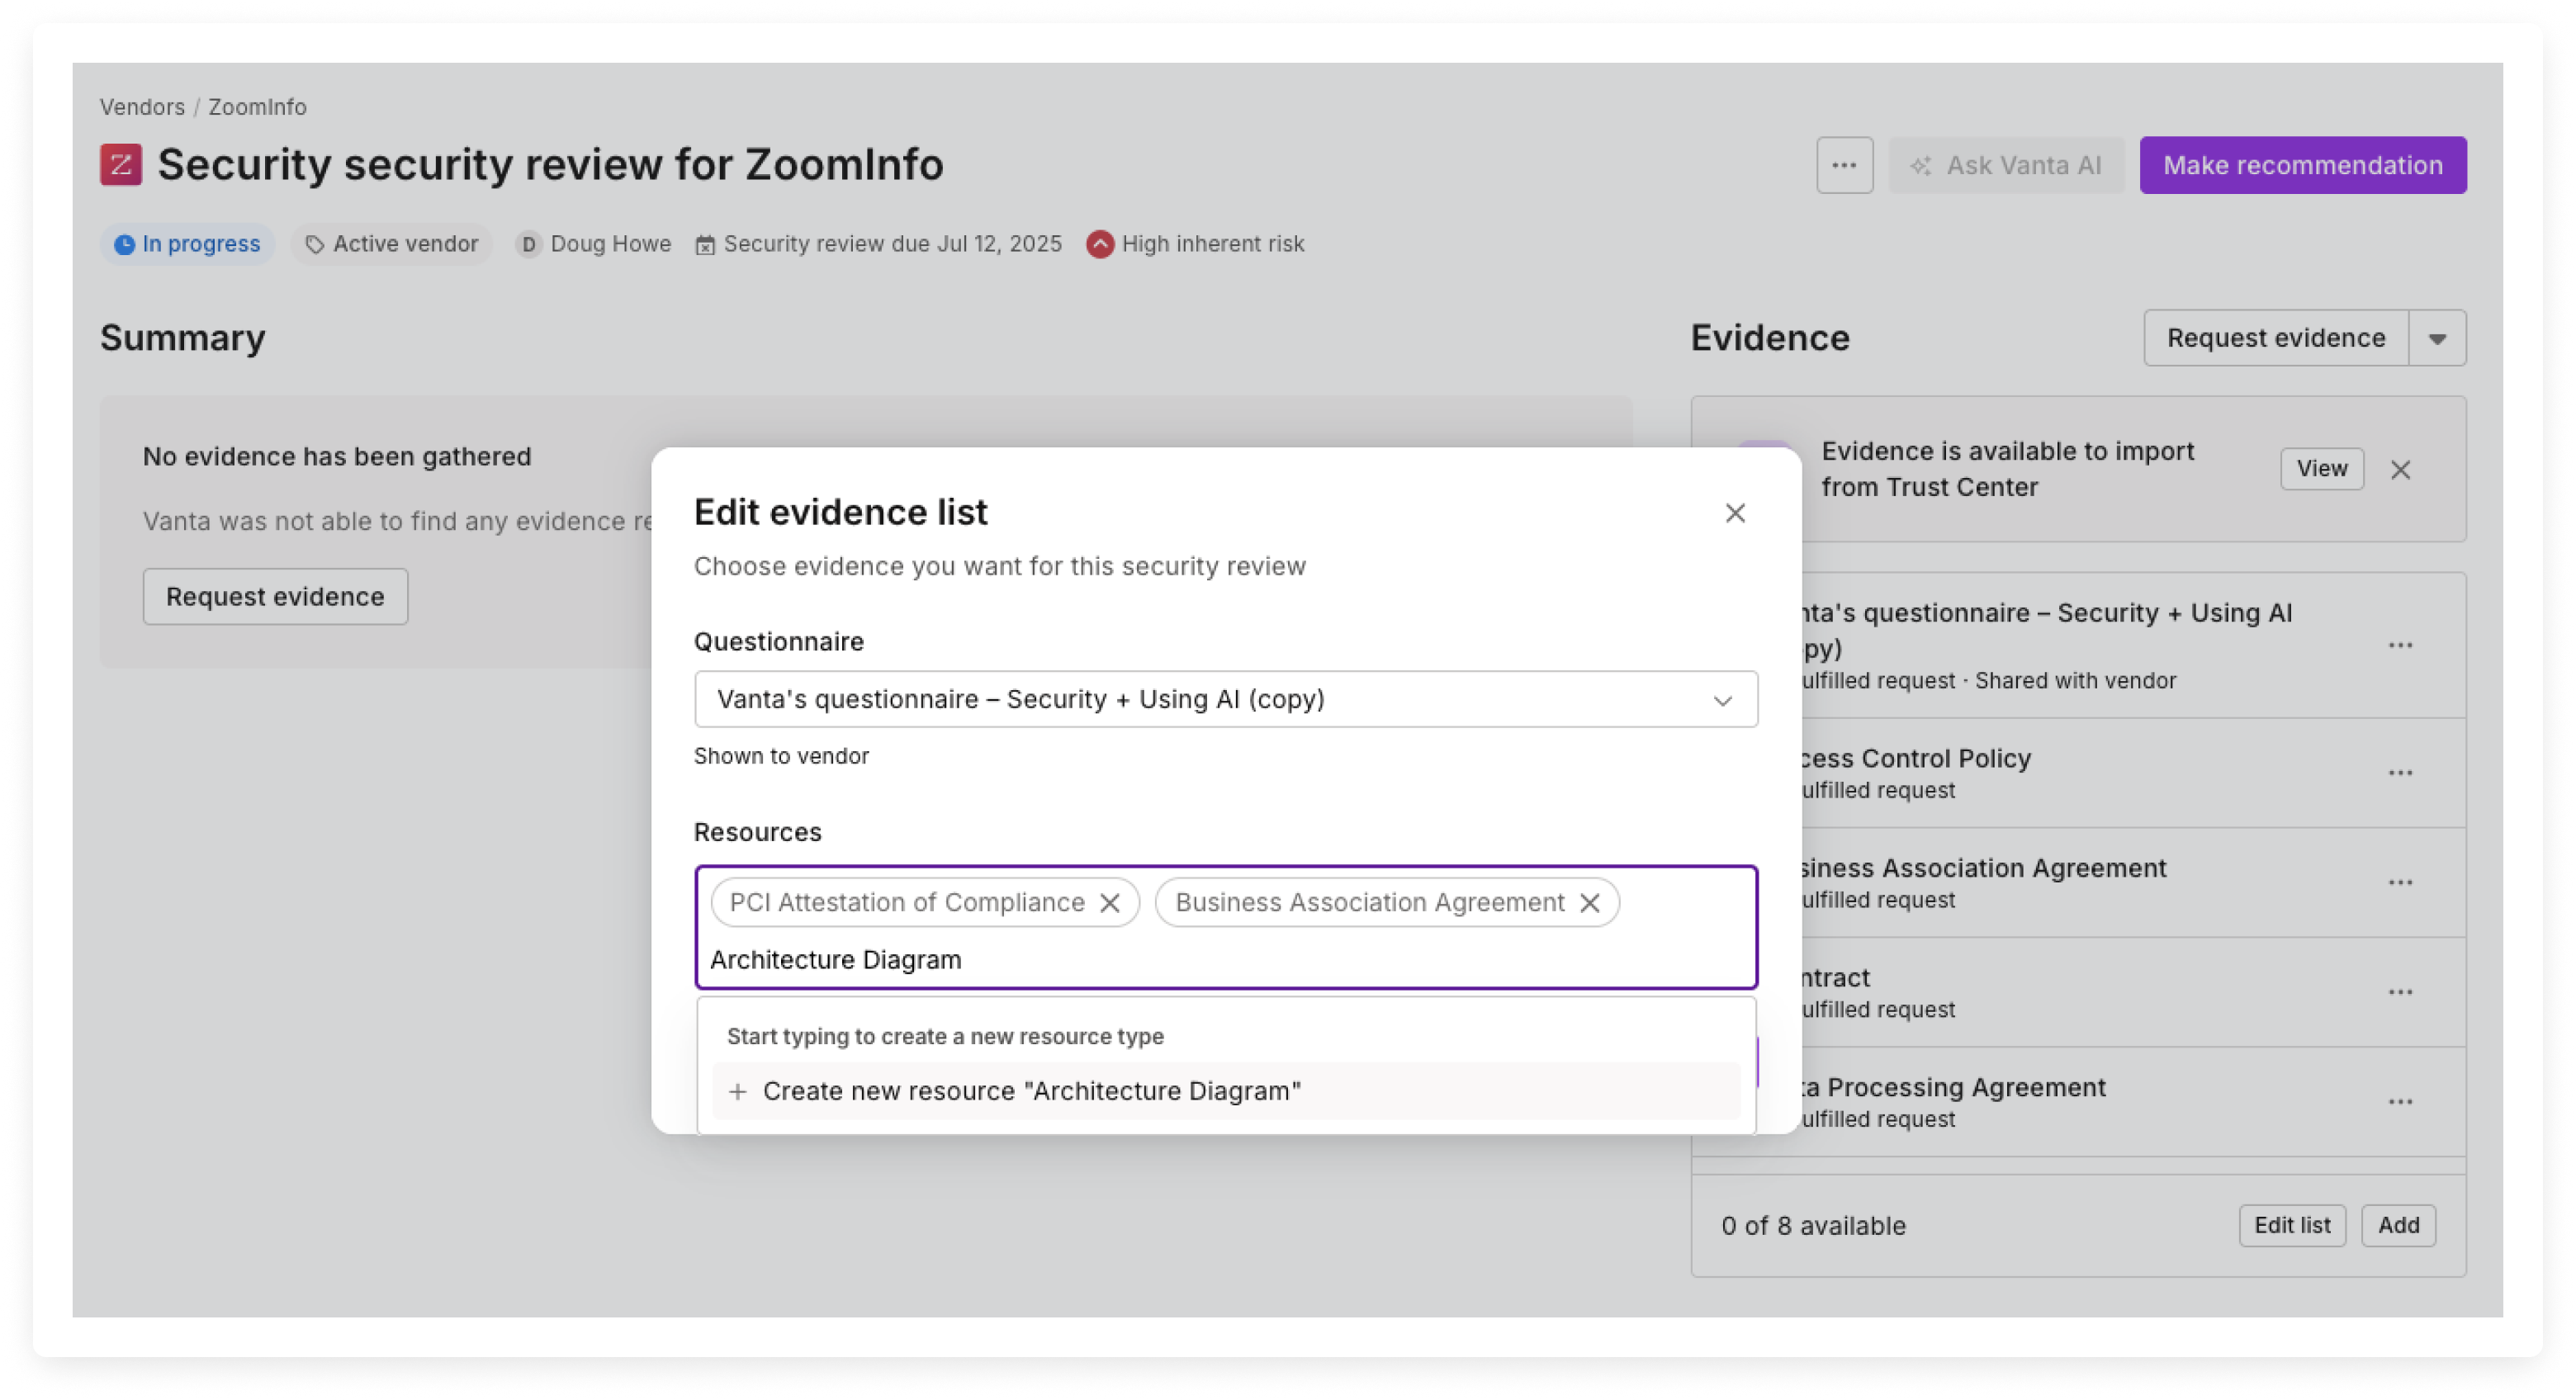 Vendors / ZoomInfo
Security security review for ZoomInfo
Ask Vanta AI
Make recommendation
In progress
Active vendor
D Doug Howe
Security review due Jul 12, 2025
High inherent risk
Summary
No evidence has been gathered
Vanta was not able to find any evidence
Request evidence
Evidence
Request evidence
Evidence is available to import
from Trust Center
View
Edit evidence list
Choose evidence you want for this security review
Questionnaire
Vanta's questionnaire – Security + Using AI (copy)
Shown to vendor
Resources
PCI Attestation of Compliance
Business Association Agreement
Architecture Diagram
Start typing to create a new resource type
+ Create new resource "Architecture Diagram"
nta's questionnaire – Security + Using AI
py)
ulfilled request · Shared with vendor
cess Control Policy
ulfilled request
siness Association Agreement
ulfilled request
ntract
ulfilled request
ta Processing Agreement
ulfilled request
0 of 8 available
Edit list
Add